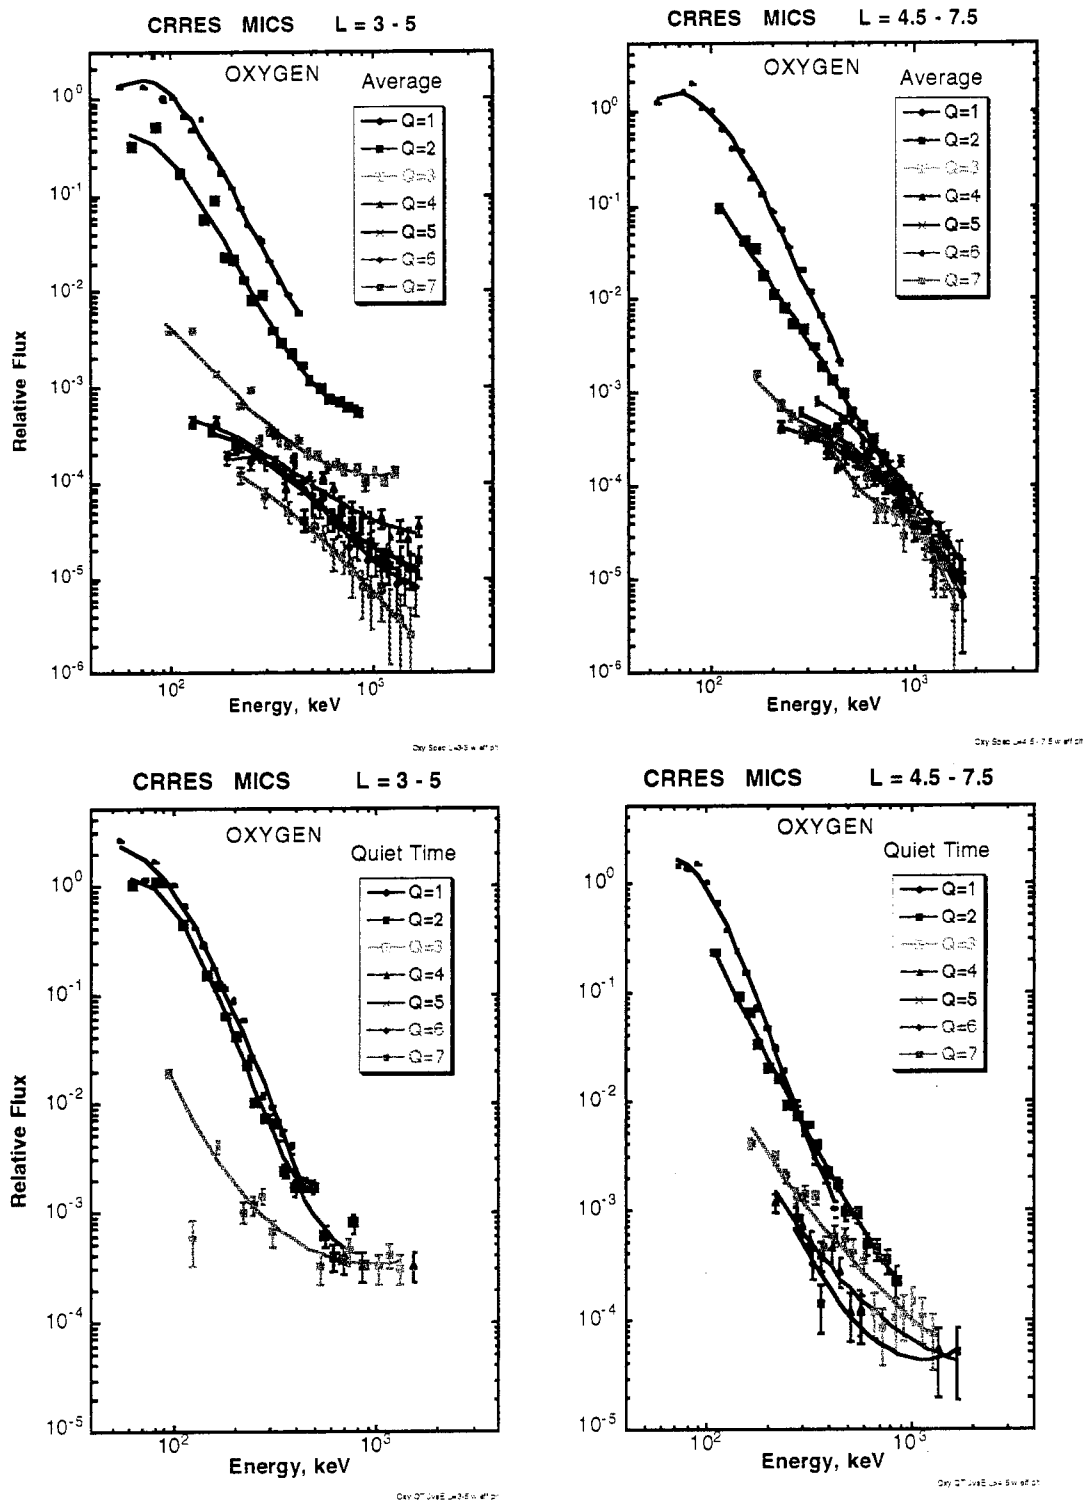 CRRES MICS L = 3 - 5
OXYGEN
Average
Q=1
Q=2
Q=3
Q=4
Q=5
Q=6
Q=7
10^0
10^-1
10^-2
10^-3
10^-4
10^-5
10^-6
Relative Flux
10^2 10^3
Energy, keV
CRRES MICS L = 4.5 - 7.5
OXYGEN
Average
Q=1
Q=2
Q=3
Q=4
Q=5
Q=6
Q=7
10^0
10^-1
10^-2
10^-3
10^-4
10^-5
10^-6
10^2 10^3
Energy, keV
CRRES MICS L = 3 - 5
OXYGEN
Quiet Time
Q=1
Q=2
Q=3
Q=4
Q=5
Q=6
Q=7
10^0
10^-1
10^-2
10^-3
10^-4
10^-5
Relative Flux
10^2 10^3
Energy, keV
CRRES MICS L = 4.5 - 7.5
OXYGEN
Quiet Time
Q=1
Q=2
Q=3
Q=4
Q=5
Q=6
Q=7
10^0
10^-1
10^-2
10^-3
10^-4
10^-5
10^2 10^3
Energy, keV